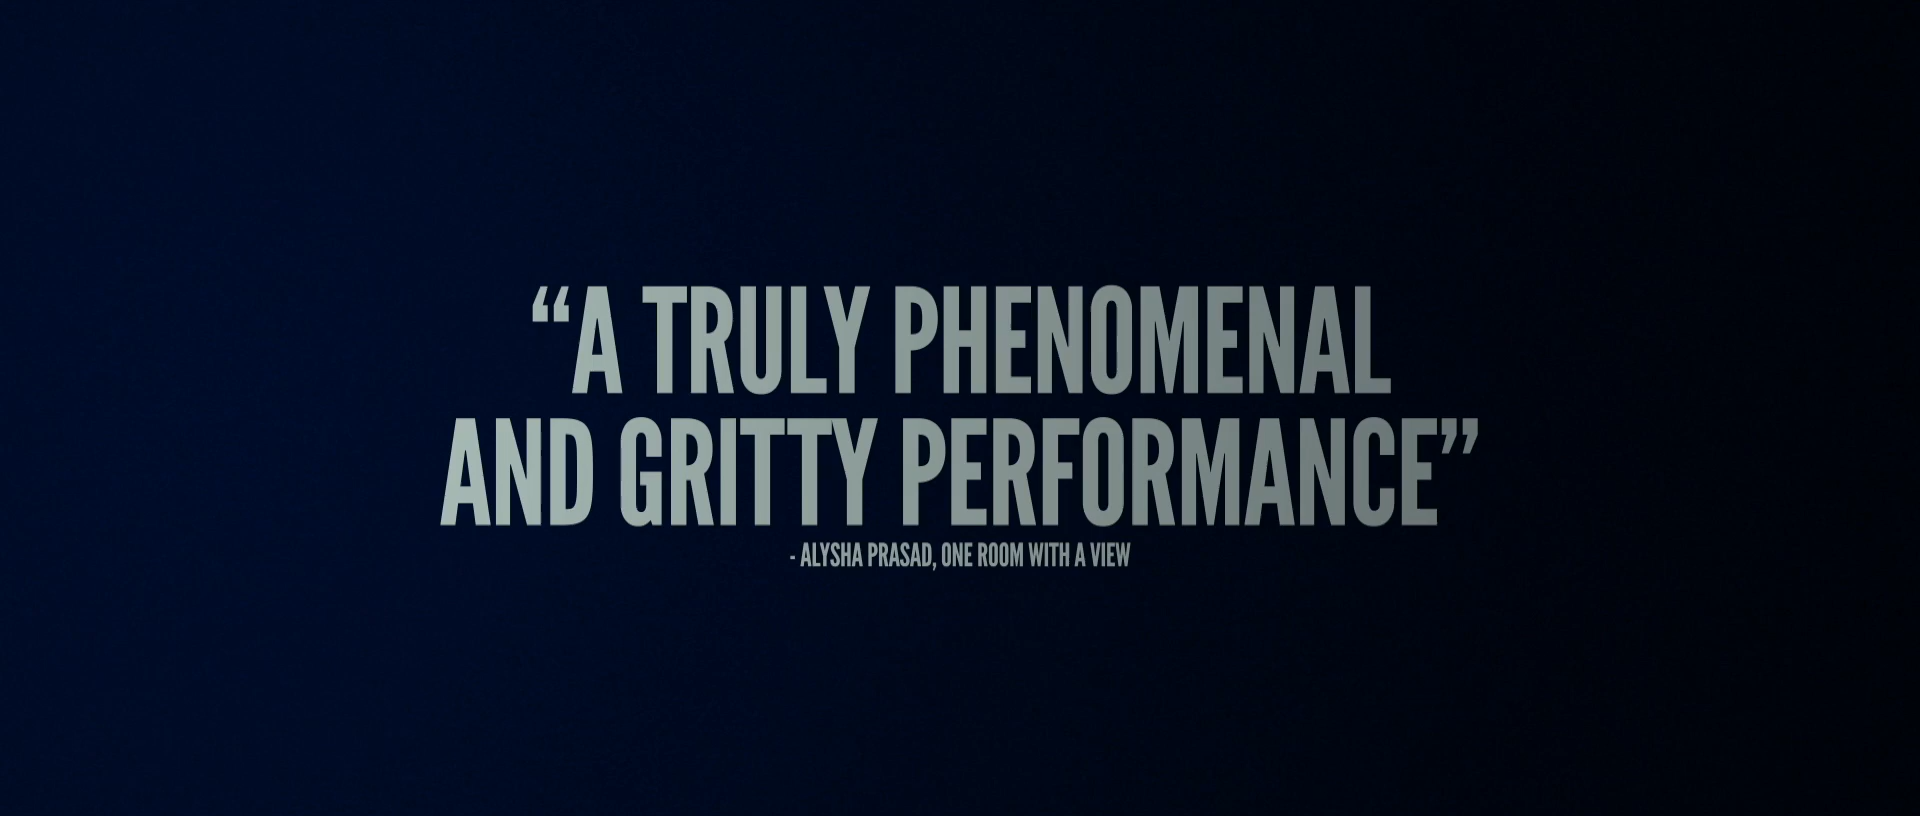 “A TRULY PHENOMENAL
AND GRITTY PERFORMANCE”
- ALYSHA PRASAD, ONE ROOM WITH A VIEW